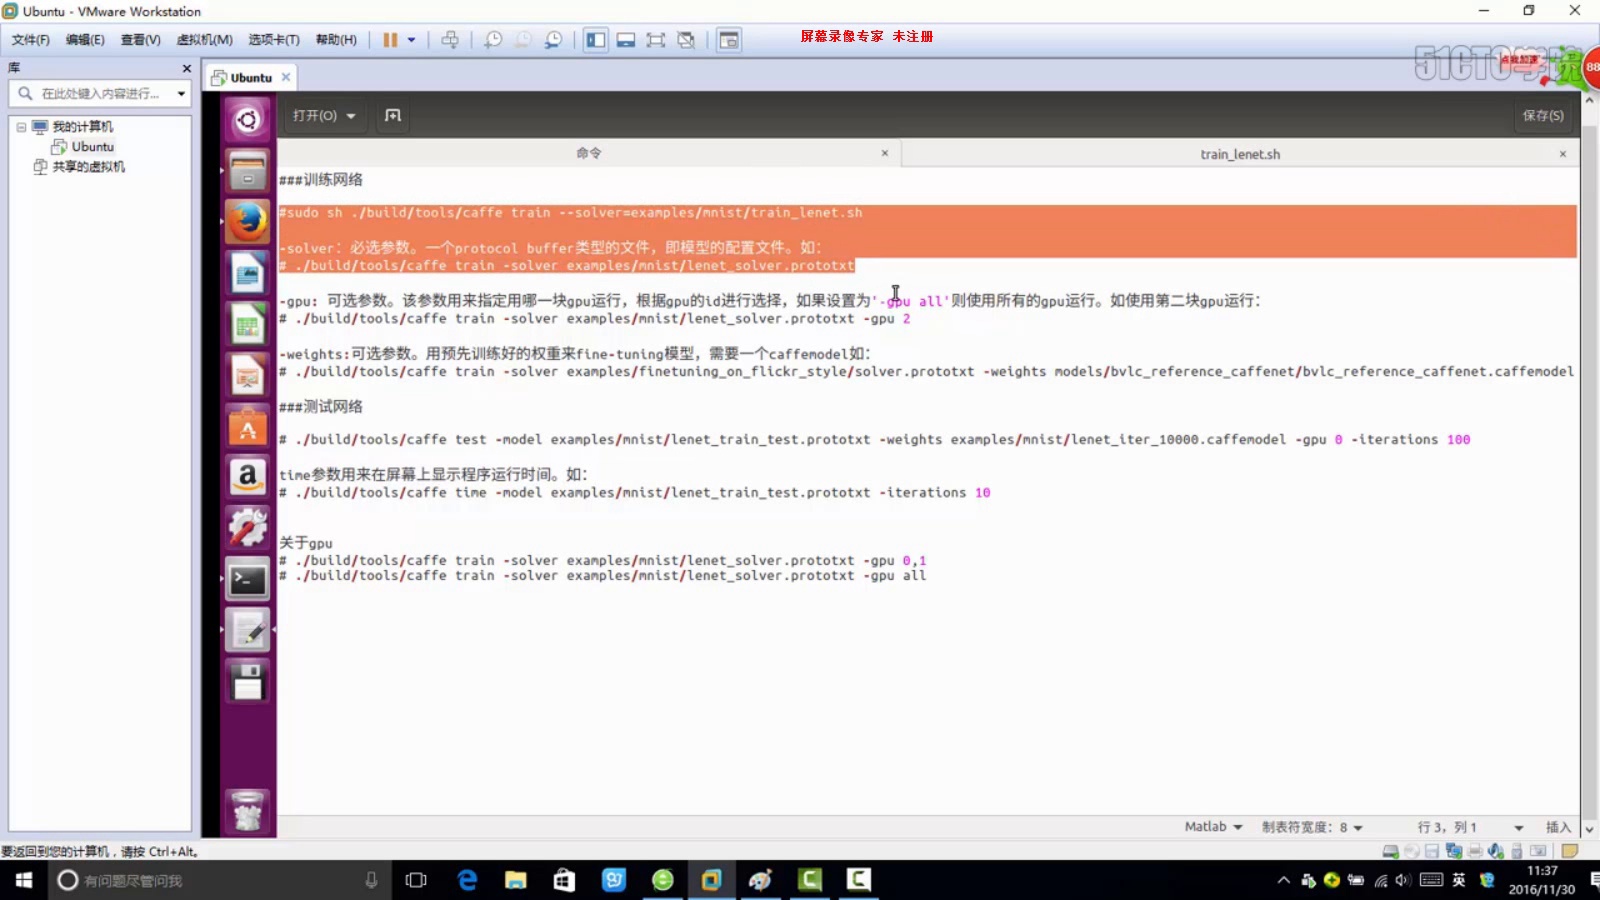 Ubuntu - VMware Workstation
文件(F) 编辑(E) 查看(V) 虚拟机(M) 选项卡(T) 帮助(H)
屏幕录像专家 未注册
51CTO学院
点我加速
88
库
在此处键入内容进行...
我的计算机
Ubuntu
共享的虚拟机
Ubuntu
打开(O)
保存(S)
命令
train_lenet.sh
###训练网络
#sudo sh ./build/tools/caffe train --solver=examples/mnist/train_lenet.sh
-solver: 必选参数。一个protocol buffer类型的文件，即模型的配置文件。如：
# ./build/tools/caffe train -solver examples/mnist/lenet_solver.prototxt
-gpu: 可选参数。该参数用来指定用哪一块gpu运行，根据gpu的id进行选择，如果设置为'-gpu all'则使用所有的gpu运行。如使用第二块gpu运行：
# ./build/tools/caffe train -solver examples/mnist/lenet_solver.prototxt -gpu 2
-weights:可选参数。用预先训练好的权重来fine-tuning模型，需要一个caffemodel如：
# ./build/tools/caffe train -solver examples/finetuning_on_flickr_style/solver.prototxt -weights models/bvlc_reference_caffenet/bvlc_reference_caffenet.caffemodel
###测试网络
# ./build/tools/caffe test -model examples/mnist/lenet_train_test.prototxt -weights examples/mnist/lenet_iter_10000.caffemodel -gpu 0 -iterations 100
time参数用来在屏幕上显示程序运行时间。如：
# ./build/tools/caffe time -model examples/mnist/lenet_train_test.prototxt -iterations 10
关于gpu
# ./build/tools/caffe train -solver examples/mnist/lenet_solver.prototxt -gpu 0,1
# ./build/tools/caffe train -solver examples/mnist/lenet_solver.prototxt -gpu all
Matlab 制表符宽度：8 行 3，列 1 插入
要返回到您的计算机，请按 Ctrl+Alt。
有问题尽管问我
英
11:37
2016/11/30